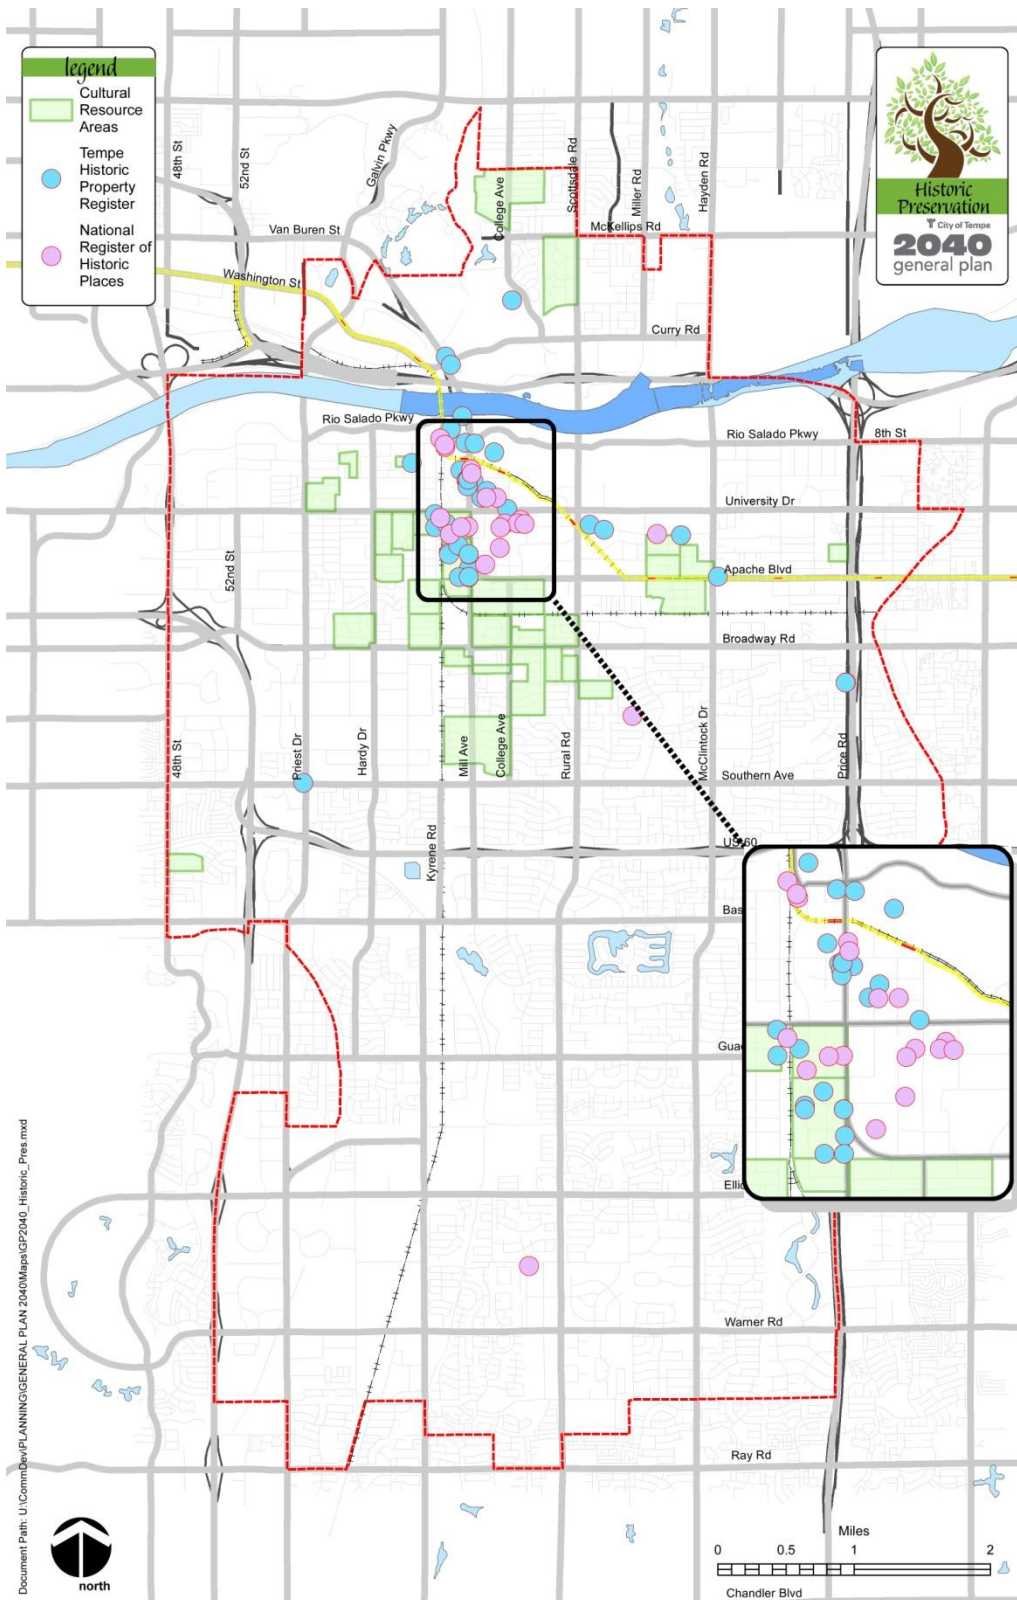 legend
Cultural
Resource
Areas
Tempe
Historic
Property
Register
National
Register of
Historic
Places
Historic
Preservation
City of Tempe
2040
general plan
48th St
52nd St
Galvin Pkwy
College Ave
Scottsdale Rd
Miller Rd
Hayden Rd
Van Buren St
McKellips Rd
Washington St
Curry Rd
Rio Salado Pkwy
Rio Salado Pkwy
8th St
University Dr
52nd St
Apache Blvd
Broadway Rd
48th St
Priest Dr
Hardy Dr
Mill Ave
College Ave
Rural Rd
McClintock Dr
Price Rd
Southern Ave
Kyrene Rd
US 60
Bas
Gua
Elli
Warner Rd
Ray Rd
Document Path: U:\CommDev\PLANNING\GENERAL PLAN 2040\Maps\GP2040_Historic_Pres.mxd
north
Miles
0 0.5 1 2
Chandler Blvd